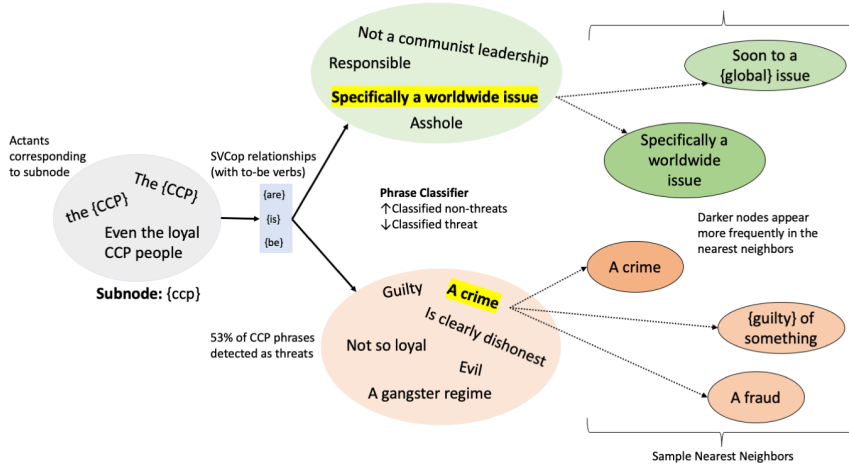 Not a communist leadership
Responsible
Specifically a worldwide issue
Asshole
Soon to a
{global} issue
Specifically a
worldwide
issue
Actants
corresponding
to subnode
The {CCP}
the {CCP}
Even the loyal
CCP people
Subnode: {ccp}
SVCop relationships
(with to-be verbs)
{are}
{is}
{be}
Phrase Classifier
↑Classified non-threats
↓Classified threat
Darker nodes appear
more frequently in the
nearest neighbors
53% of CCP phrases
detected as threats
Guilty
A crime
Is clearly dishonest
Not so loyal
Evil
A gangster regime
A crime
{guilty} of
something
A fraud
Sample Nearest Neighbors